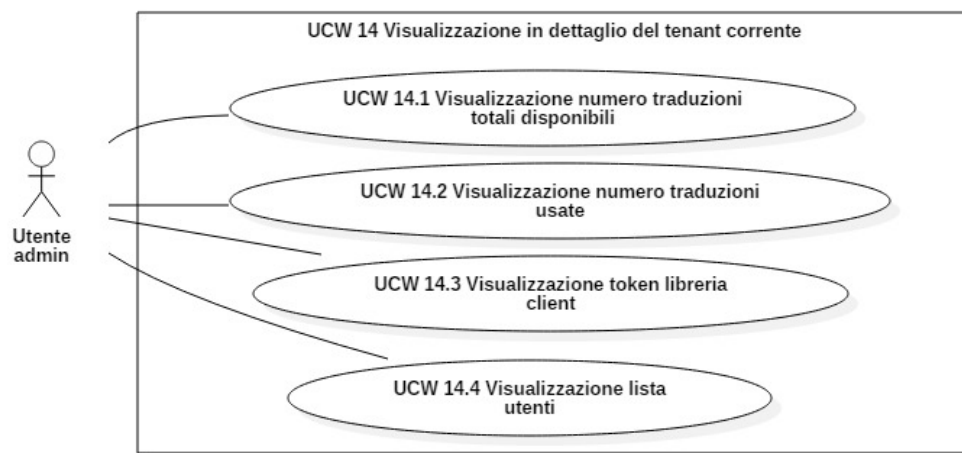 UCW 14 Visualizzazione in dettaglio del tenant corrente
UCW 14.1 Visualizzazione numero traduzioni
totali disponibili
UCW 14.2 Visualizzazione numero traduzioni
usate
Utente
admin
UCW 14.3 Visualizzazione token libreria
client
UCW 14.4 Visualizzazione lista
utenti